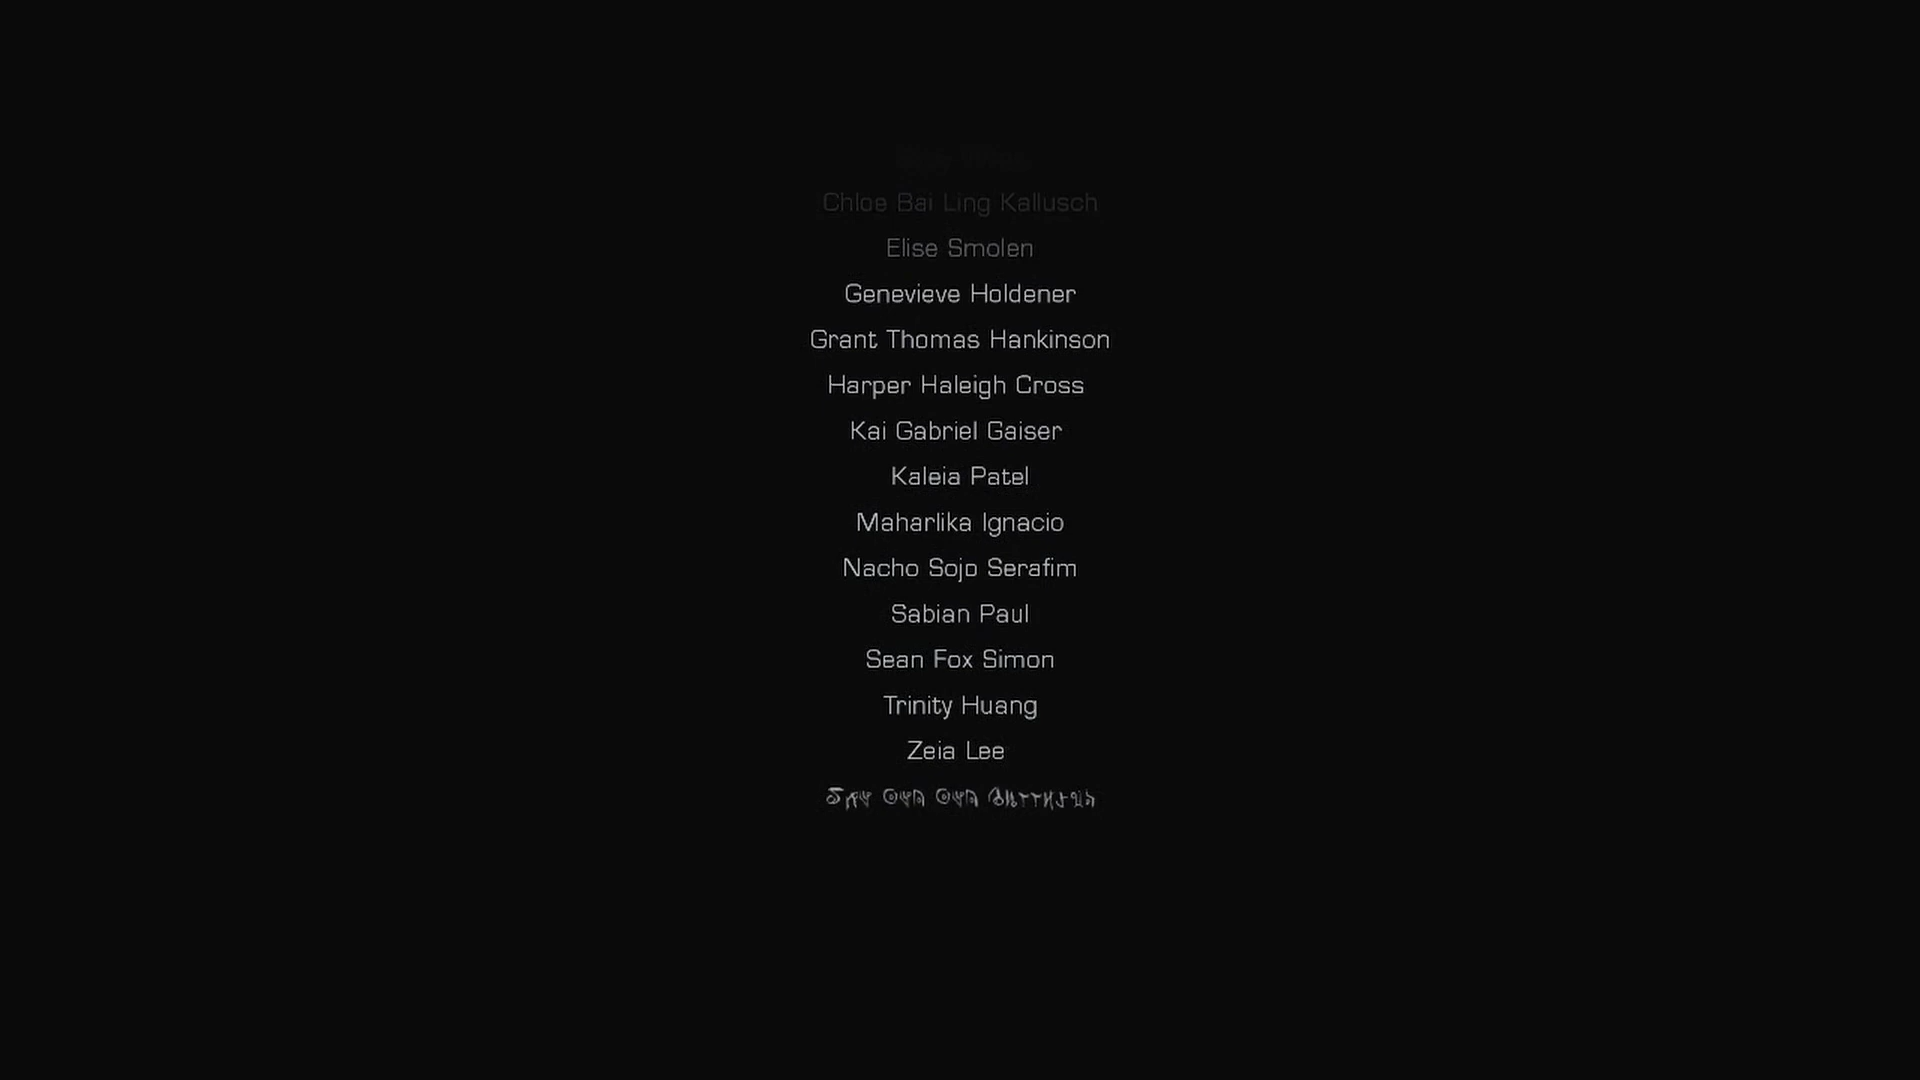 Chloe Bai Ling Kallusch
Elise Smolen
Genevieve Holdener
Grant Thomas Hankinson
Harper Haleigh Cross
Kai Gabriel Gaiser
Kaleia Patel
Maharlika Ignacio
Nacho Sojo Serafim
Sabian Paul
Sean Fox Simon
Trinity Huang
Zeia Lee